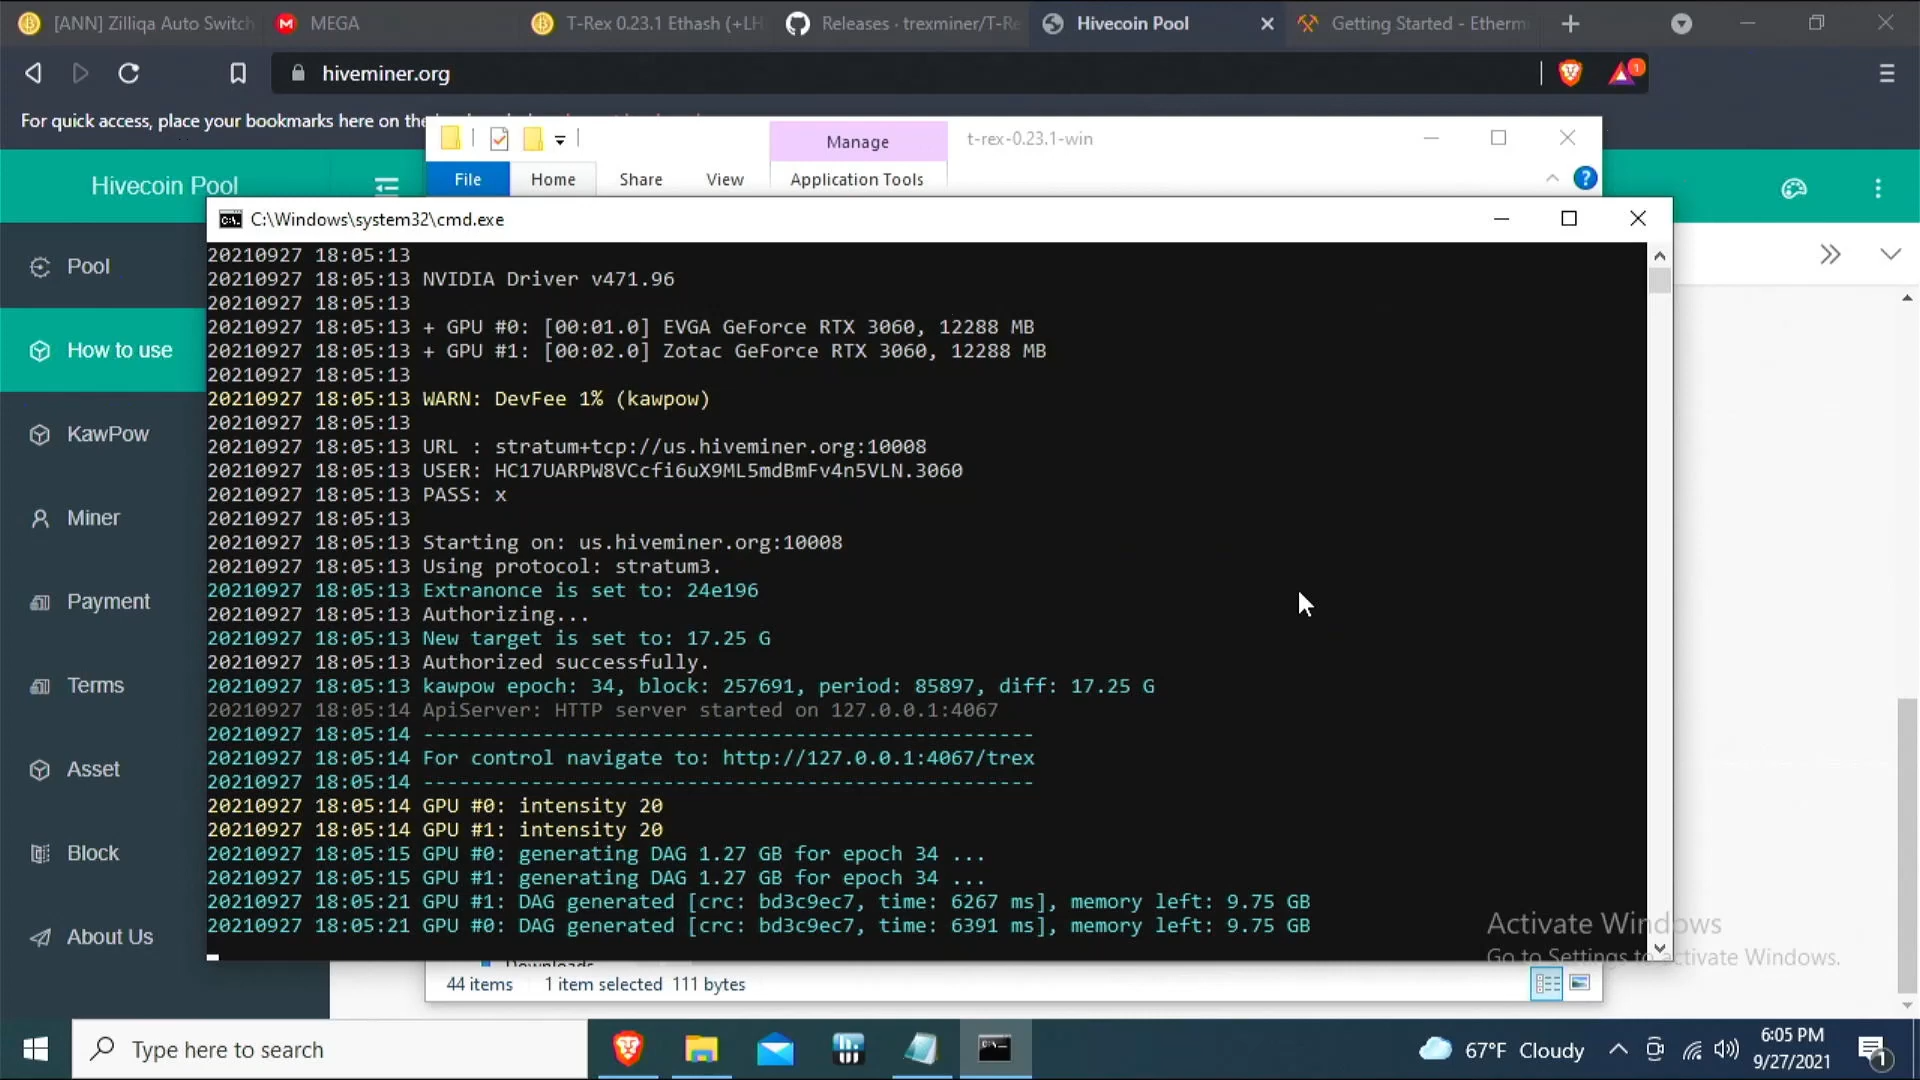 [ANN] Zilliqa Auto Switch
MEGA
T-Rex 0.23.1 Ethash (+LH
Releases · trexminer/T-Re
Hivecoin Pool
Getting Started - Etherm
hiveminer.org
1
For quick access, place your bookmarks here on the
Manage
t-rex-0.23.1-win
File
Home
Share
View
Application Tools
Hivecoin Pool
Pool
How to use
KawPow
Miner
Payment
Terms
Asset
Block
About Us
C:\Windows\system32\cmd.exe
20210927 18:05:13
20210927 18:05:13 NVIDIA Driver v471.96
20210927 18:05:13
20210927 18:05:13 + GPU #0: [00:01.0] EVGA GeForce RTX 3060, 12288 MB
20210927 18:05:13 + GPU #1: [00:02.0] Zotac GeForce RTX 3060, 12288 MB
20210927 18:05:13
20210927 18:05:13 WARN: DevFee 1% (kawpow)
20210927 18:05:13
20210927 18:05:13 URL : stratum+tcp://us.hiveminer.org:10008
20210927 18:05:13 USER: HC17UARPW8VCcfi6uX9ML5mdBmFv4n5VLN.3060
20210927 18:05:13 PASS: x
20210927 18:05:13
20210927 18:05:13 Starting on: us.hiveminer.org:10008
20210927 18:05:13 Using protocol: stratum3.
20210927 18:05:13 Extranonce is set to: 24e196
20210927 18:05:13 Authorizing...
20210927 18:05:13 New target is set to: 17.25 G
20210927 18:05:13 Authorized successfully.
20210927 18:05:13 kawpow epoch: 34, block: 257691, period: 85897, diff: 17.25 G
20210927 18:05:14 ApiServer: HTTP server started on 127.0.0.1:4067
20210927 18:05:14 ---------------------------------------------------
20210927 18:05:14 For control navigate to: http://127.0.0.1:4067/trex
20210927 18:05:14 ---------------------------------------------------
20210927 18:05:14 GPU #0: intensity 20
20210927 18:05:14 GPU #1: intensity 20
20210927 18:05:15 GPU #0: generating DAG 1.27 GB for epoch 34 ...
20210927 18:05:15 GPU #1: generating DAG 1.27 GB for epoch 34 ...
20210927 18:05:21 GPU #1: DAG generated [crc: bd3c9ec7, time: 6267 ms], memory left: 9.75 GB
20210927 18:05:21 GPU #0: DAG generated [crc: bd3c9ec7, time: 6391 ms], memory left: 9.75 GB
Activate Windows
Go to Settings to activate Windows.
Downloads
44 items
1 item selected 111 bytes
Type here to search
67°F Cloudy
6:05 PM
9/27/2021
1